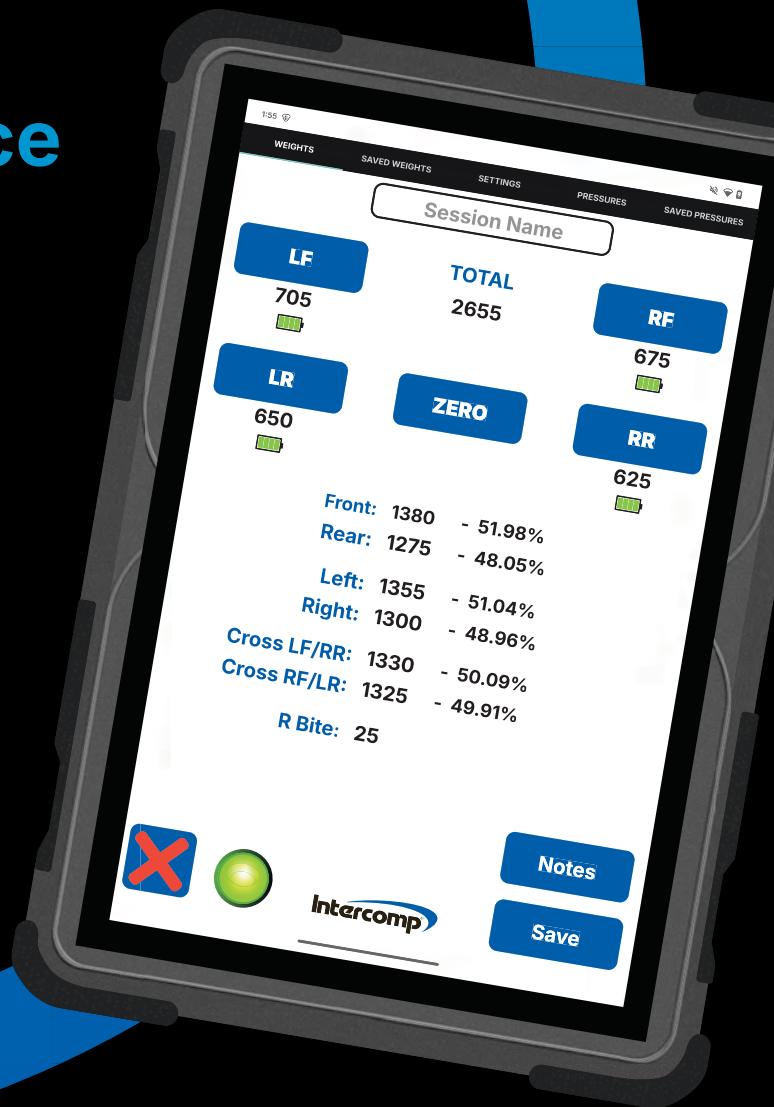 ce
1:55
WEIGHTS SAVED WEIGHTS SETTINGS PRESSURES SAVED PRESSURES
Session Name
LF TOTAL RF
705 2655 675
LR ZERO RR
650 625
Front: 1380 - 51.98%
Rear: 1275 - 48.05%
Left: 1355 - 51.04%
Right: 1300 - 48.96%
Cross LF/RR: 1330 - 50.09%
Cross RF/LR: 1325 - 49.91%
R Bite: 25
Notes
Intercomp
Save